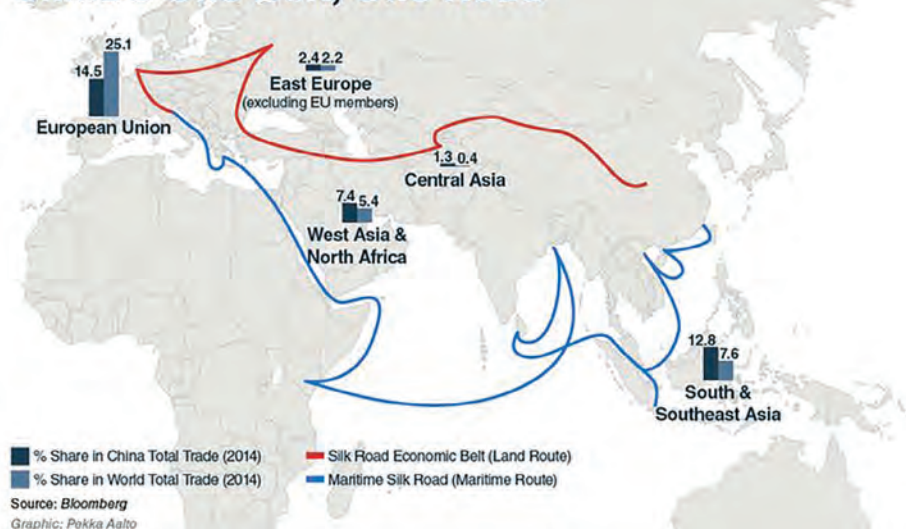 25.1
14.5
European Union
2.4 2.2
East Europe
(excluding EU members)
1.3 0.4
Central Asia
7.4 5.4
West Asia &
North Africa
12.8
7.6
South &
Southeast Asia
% Share in China Total Trade (2014)
% Share in World Total Trade (2014)
Silk Road Economic Belt (Land Route)
Maritime Silk Road (Maritime Route)
Source: Bloomberg
Graphic: Pekka Aalto